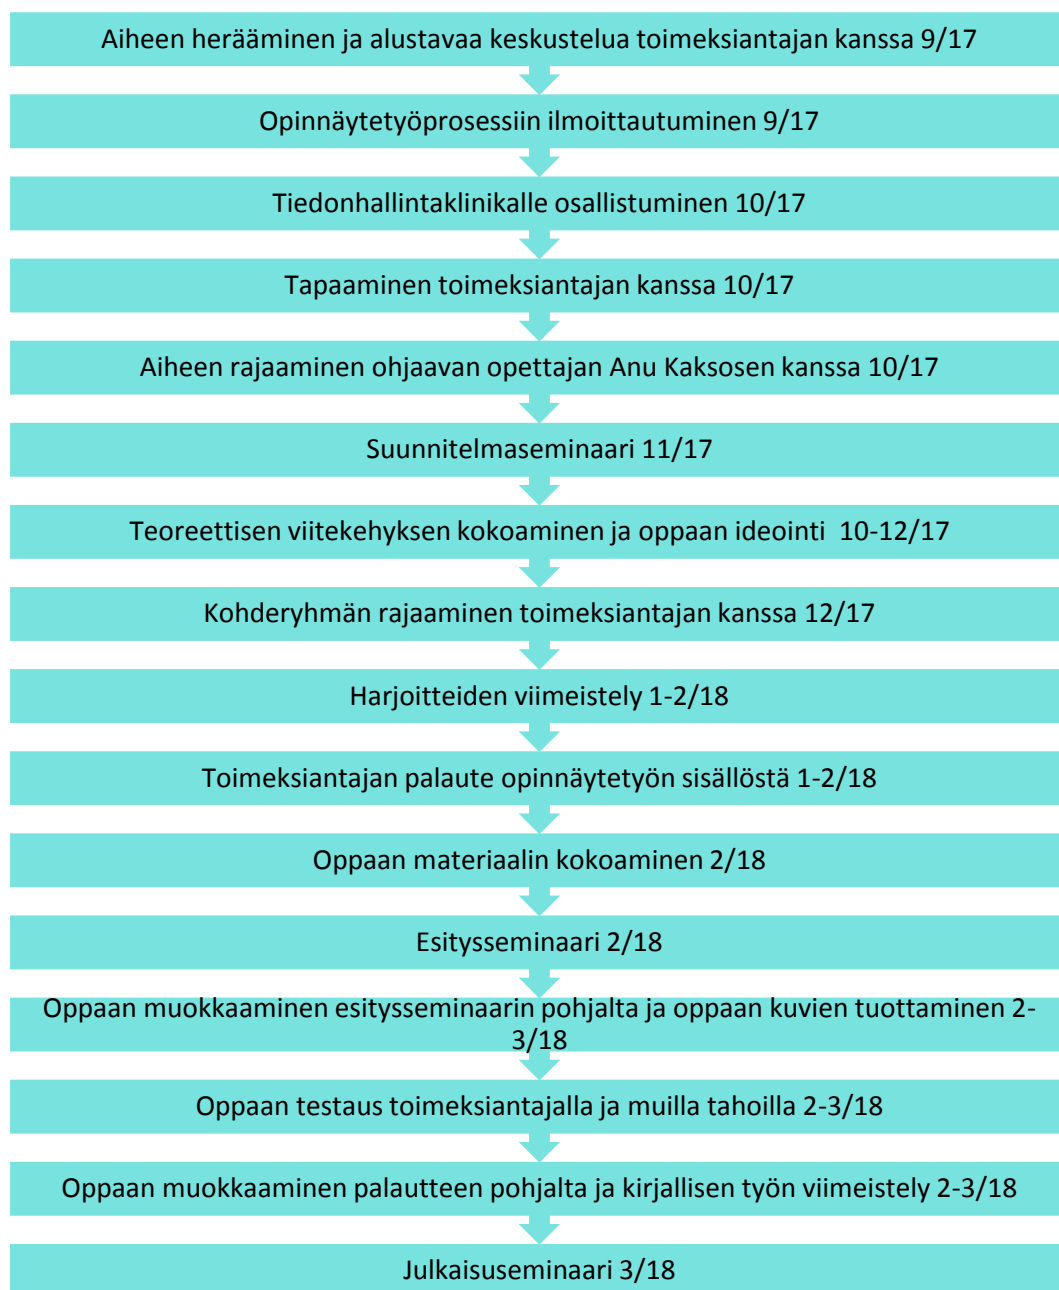 Aiheen herääminen ja alustavaa keskustelua toimeksiantajan kanssa 9/17
Opinnäytetyöprosessiin ilmoittautuminen 9/17
Tiedonhallintaklinikalle osallistuminen 10/17
Tapaaminen toimeksiantajan kanssa 10/17
Aiheen rajaaminen ohjaavan opettajan Anu Kaksosen kanssa 10/17
Suunnitelmaseminaari 11/17
Teoreettisen viitekehyksen kokoaminen ja oppaan ideointi 10-12/17
Kohderyhmän rajaaminen toimeksiantajan kanssa 12/17
Harjoitteiden viimeistely 1-2/18
Toimeksiantajan palaute opinnäytetyön sisällöstä 1-2/18
Oppaan materiaalin kokoaminen 2/18
Esitysseminaari 2/18
Oppaan muokkaaminen esitysseminaarin pohjalta ja oppaan kuvien tuottaminen 2-
3/18
Oppaan testaus toimeksiantajalla ja muilla tahoilla 2-3/18
Oppaan muokkaaminen palautteen pohjalta ja kirjallisen työn viimeistely 2-3/18
Julkaisuseminaari 3/18